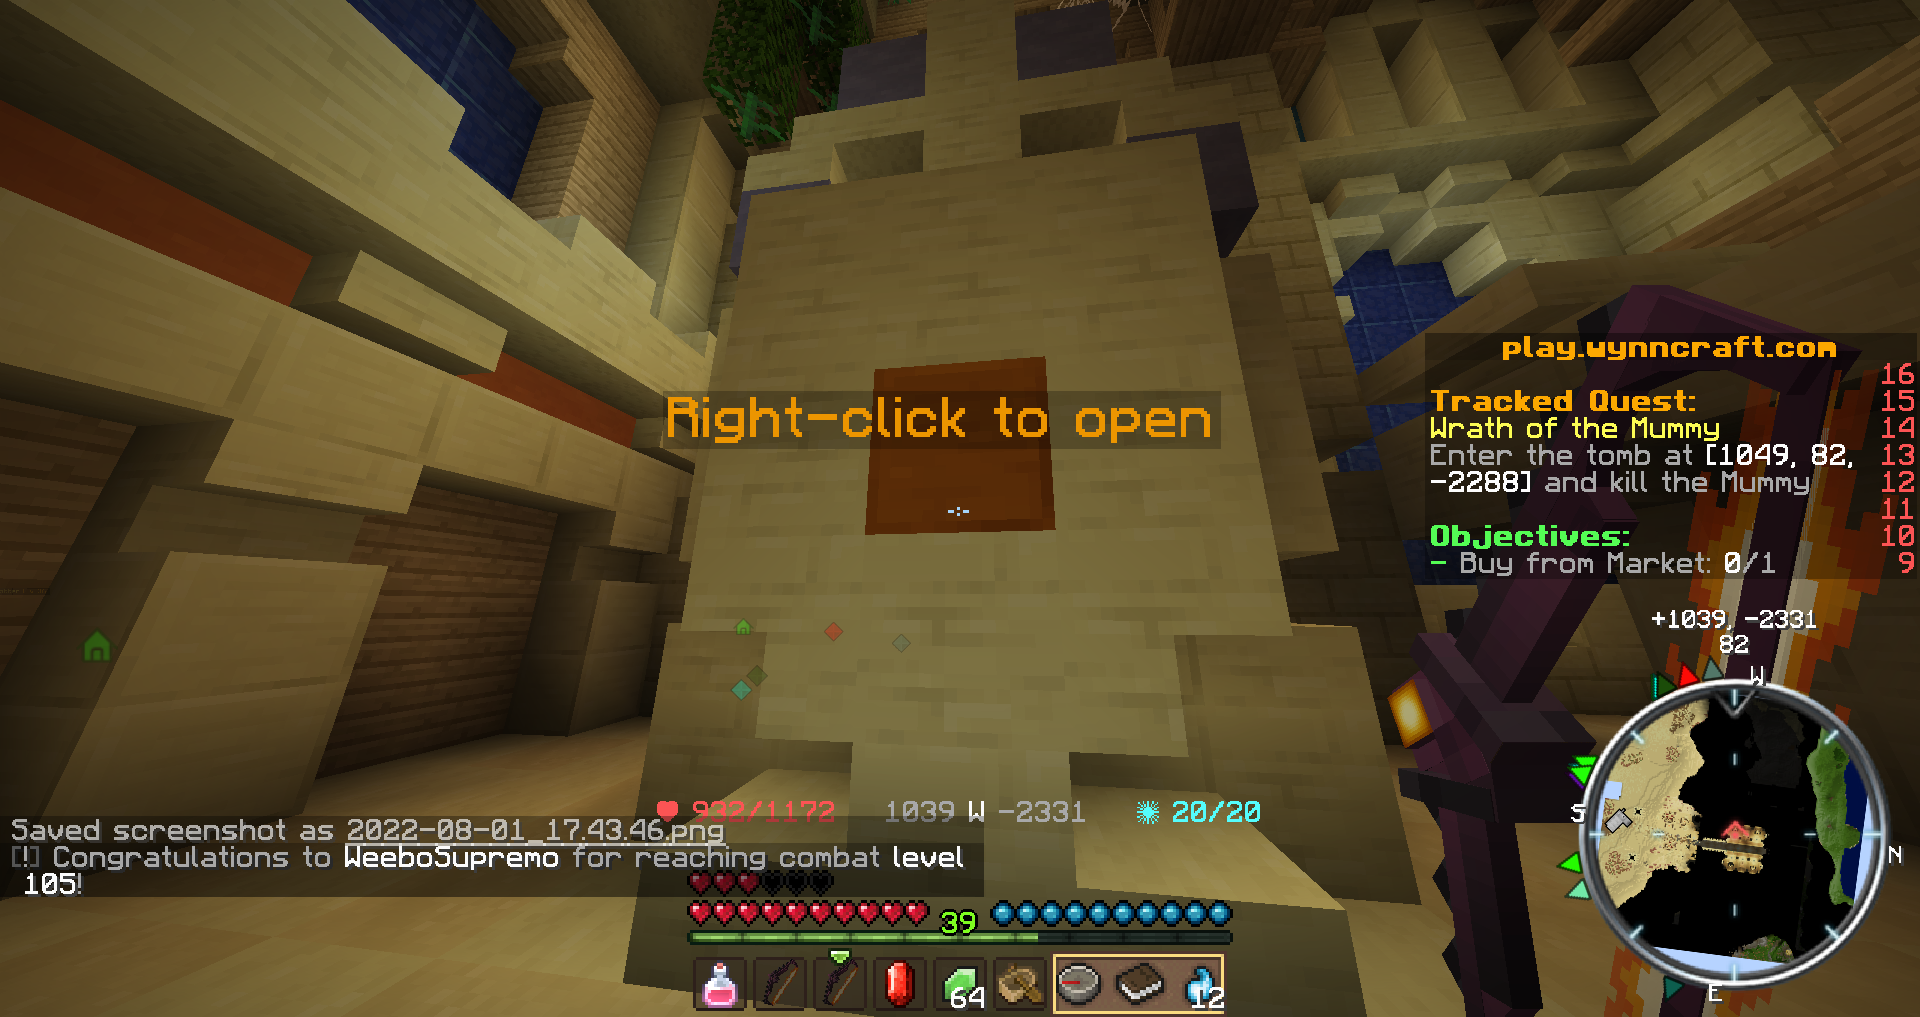 Right-click to open
play.wynncraft.com
16
Tracked Quest:
15
Wrath of the Mummy
14
Enter the tomb at [1049, 82,
13
-2288] and kill the Mummy
12
11
Objectives:
10
- Buy from Market: 0/1
9
+1039, -2331
82
W
S
N
E
932/1172
1039 W -2331
20/20
Saved screenshot as 2022-08-01_17.43.46.png
[!] Congratulations to WeeboSupremo for reaching combat level
105!
39
64
12